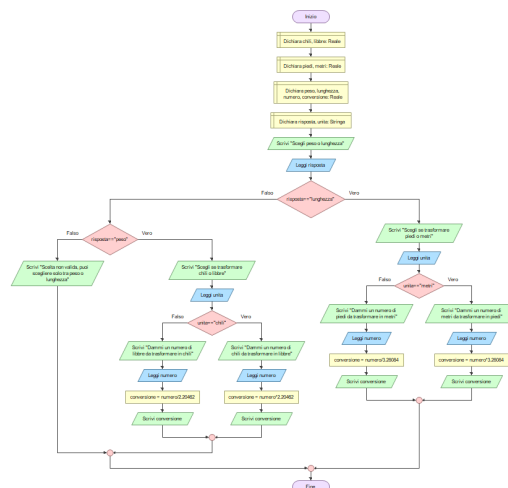 Inizio
Dichiara chili, libbre: Reale
Dichiara piedi, metri: Reale
Dichiara peso, lunghezza,
numero, conversione: Reale
Dichiara risposta, unita: Stringa
Scrivi "Scegli peso o lunghezza"
Leggi risposta
Falso
risposta=="lunghezza"
Vero
Falso
risposta=="peso"
Vero
Scrivi "Scelta non valida, puoi
scegliere solo tra peso e
lunghezza"
Scrivi "Scegli se trasformare
chili o libbre"
Leggi unita
Falso
unita=="chili"
Vero
Scrivi "Dammi un numero di
libbre da trasformare in chili"
Leggi numero
conversione = numero/2.20462
Scrivi conversione
Scrivi "Dammi un numero di
chili da trasformare in libbre"
Leggi numero
conversione = numero*2.20462
Scrivi conversione
Scrivi "Scegli se trasformare
piedi o metri"
Leggi unita
Falso
unita=="metri"
Vero
Scrivi "Dammi un numero di
piedi da trasformare in metri"
Leggi numero
conversione = numero/3.28084
Scrivi conversione
Scrivi "Dammi un numero di
metri da trasformare in piedi"
Leggi numero
conversione = numero*3.28084
Scrivi conversione
Fine